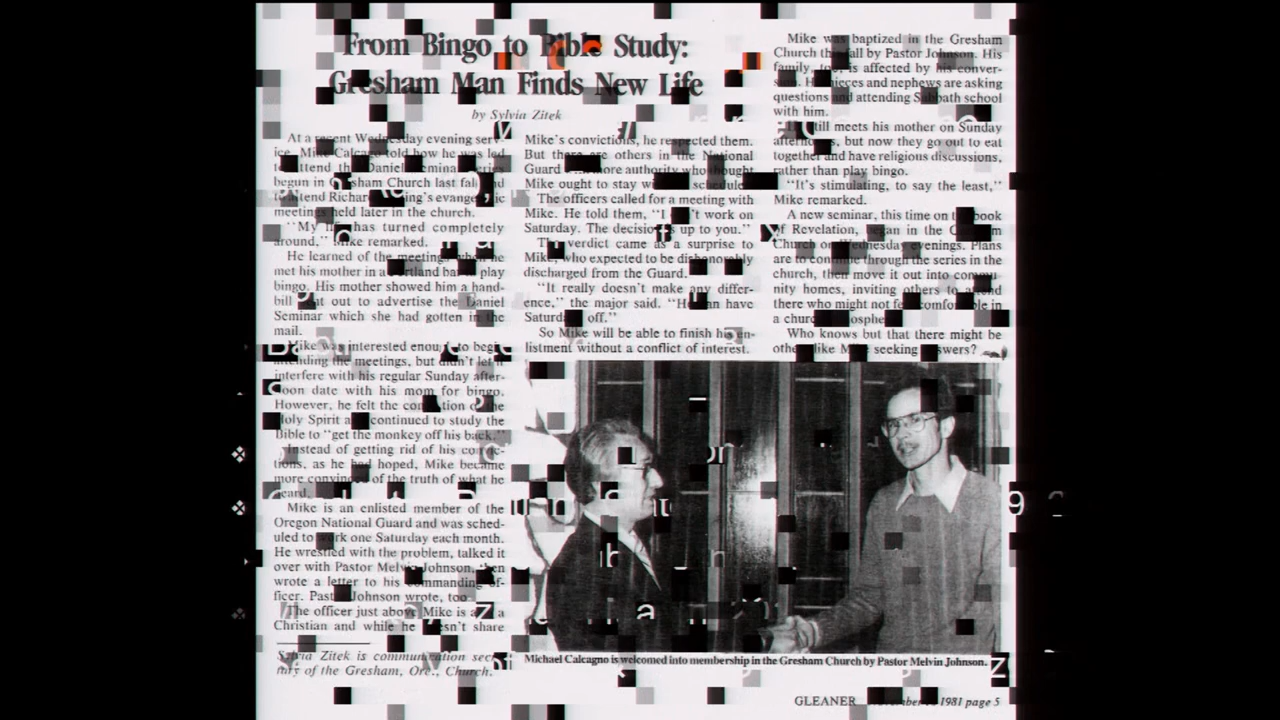 From Bingo to Bible Study:
Gresham Man Finds New Life
by Sylvia Zitek
At a recent Wednesday evening serv-
ice, Mike Calcagno told how he was led
to attend the Daniel Seminar series
begun in Gresham Church last fall and
to attend Richard
meetings held later in the church.
"My life has turned completely
around," Mike remarked.
He learned of the meetings when he
met his mother in a Portland bar to play
bingo. His mother showed him a hand-
bill sent out to advertise the Daniel
Seminar which she had gotten in the
mail.
Mike was interested enough to begin
attending the meetings, but didn't let it
interfere with his regular Sunday after-
noon date with his mom for bingo.
However, he felt the conviction of the
Holy Spirit as continued to study the
Bible to "get the monkey off his back."
Instead of getting rid of his convic-
tions, as he had hoped, Mike became
more convinced of the truth of what he
heard.
Mike is an enlisted member of the
Oregon National Guard and was sched-
uled to work one Saturday each month.
He wrestled with the problem, talked it
over with Pastor Melvin Johnson, then
wrote a letter to his commanding of-
ficer. Pastor Johnson wrote, too.
The officer just above Mike is a
Christian and while he doesn't share
Sylvia Zitek is communication secre-
tary of the Gresham, Ore., Church.
Mike's convictions, he respected them.
But there are others in the National
Guard more authority who thought
Mike ought to stay schedule
The officers called for a meeting with
Mike. He told them, "I can't work on
Saturday. The decision is up to you."
The verdict came as a surprise to
Mike, who expected to be dishonorably
discharged from the Guard.
"It really doesn't make any differ-
ence," the major said. "He can have
Saturdays off."
So Mike will be able to finish his en-
listment without a conflict of interest.
Mike was baptized in the Gresham
Church this fall by Pastor Johnson. His
family, too, is affected by his conver-
sion. His nieces and nephews are asking
questions and attending Sabbath school
with him.
He still meets his mother on Sunday
afternoons, but now they go out to eat
together and have religious discussions,
rather than play bingo.
"It's stimulating, to say the least,"
Mike remarked.
A new seminar, this time on the book
of Revelation, began in the Gresham
Church on Wednesday evenings. Plans
are to continue through the series in the
church, then move it out into commu-
nity homes, inviting others to attend
there who might not feel comfortable in
a church atmosphere.
Who knows but that there might be
others like Mike seeking answers?
Michael Calcagno is welcomed into membership in the Gresham Church by Pastor Melvin Johnson.
GLEANER November 1981 page 5